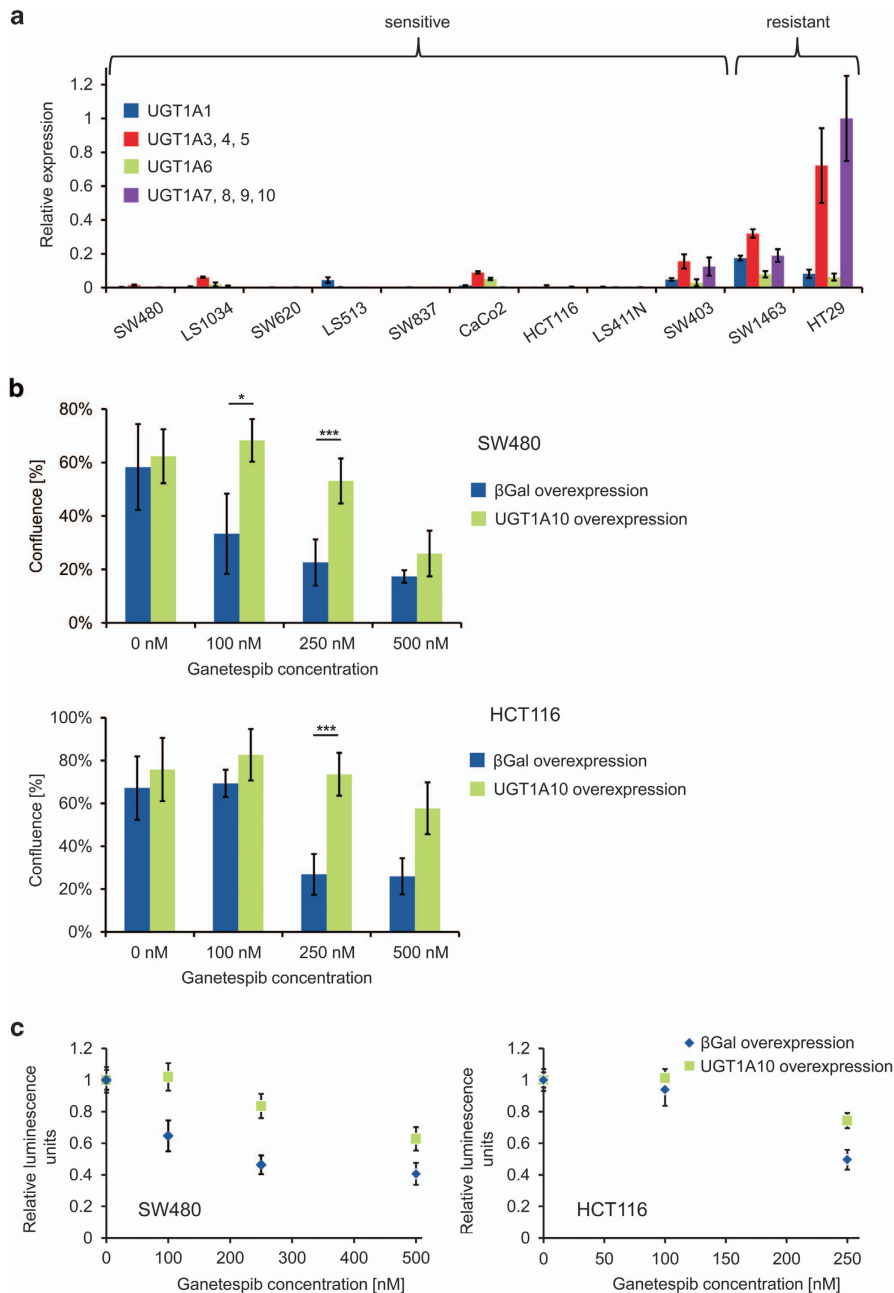 a
sensitive
resistant
Relative expression
1.2
1
0.8
0.6
0.4
0.2
0
UGT1A1
UGT1A3, 4, 5
UGT1A6
UGT1A7, 8, 9, 10
SW480
LS1034
SW620
LS513
SW837
CaCo2
HCT116
LS411N
SW403
SW1463
HT29
b
Confluence [%]
80%
60%
40%
20%
0%
*
***
SW480
βGal overexpression
UGT1A10 overexpression
0 nM
100 nM
250 nM
500 nM
Ganetespib concentration
Confluence [%]
100%
80%
60%
40%
20%
0%
***
HCT116
βGal overexpression
UGT1A10 overexpression
0 nM
100 nM
250 nM
500 nM
Ganetespib concentration
c
Relative luminescence
units
1.2
1
0.8
0.6
0.4
0.2
0
SW480
0
100
200
300
400
500
Ganetespib concentration [nM]
Relative luminescence
units
1.2
1
0.8
0.6
0.4
0.2
0
βGal overexpression
UGT1A10 overexpression
HCT116
0
50
100
150
200
250
Ganetespib concentration [nM]